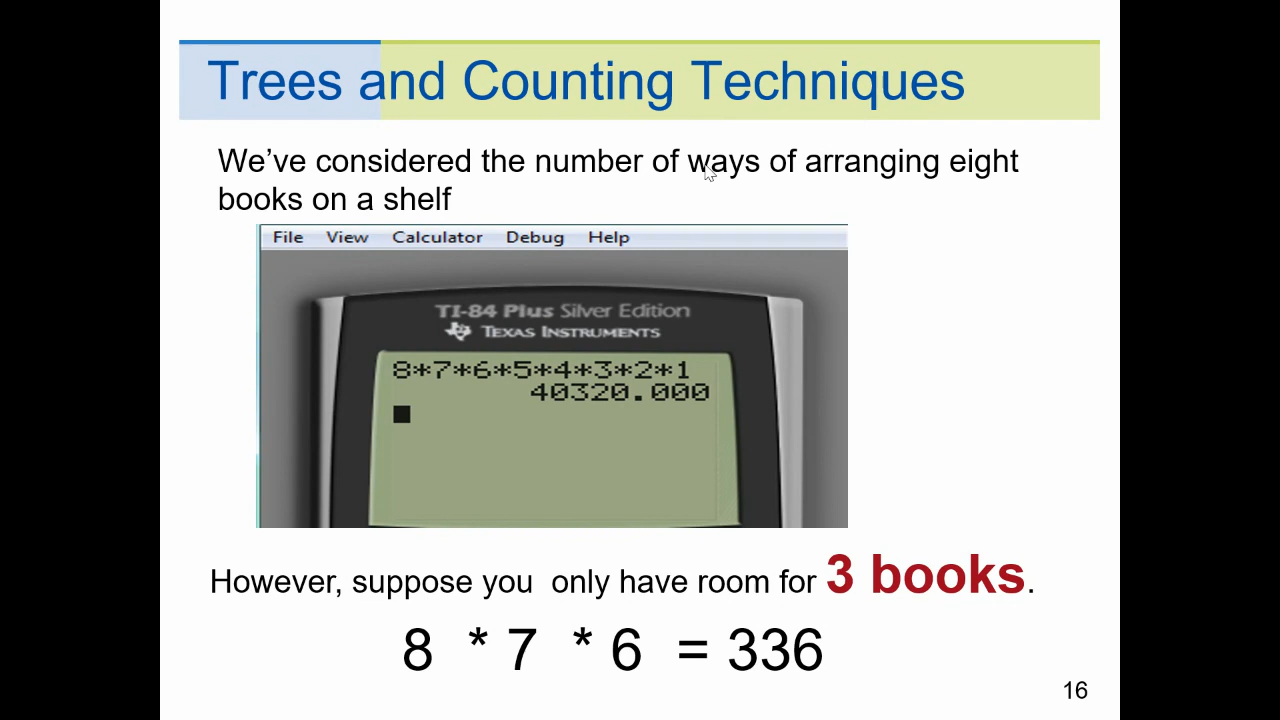 Trees and Counting Techniques
We’ve considered the number of ways of arranging eight
books on a shelf
File View Calculator Debug Help
TI-84 Plus Silver Edition
TEXAS INSTRUMENTS
8*7*6*5*4*3*2*1
40320.000
However, suppose you only have room for 3 books.
8 * 7 * 6 = 336
16